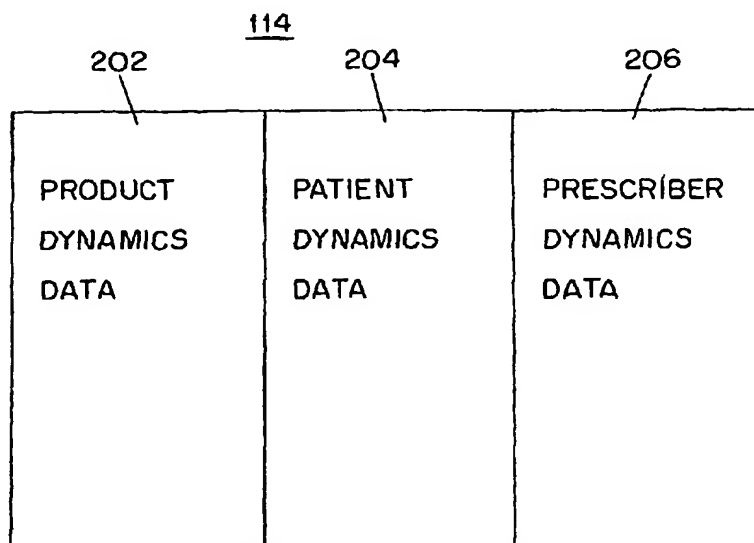 114
202 204 206
PRODUCT DYNAMICS DATA
PATIENT DYNAMICS DATA
PRESCRIBER DYNAMICS DATA